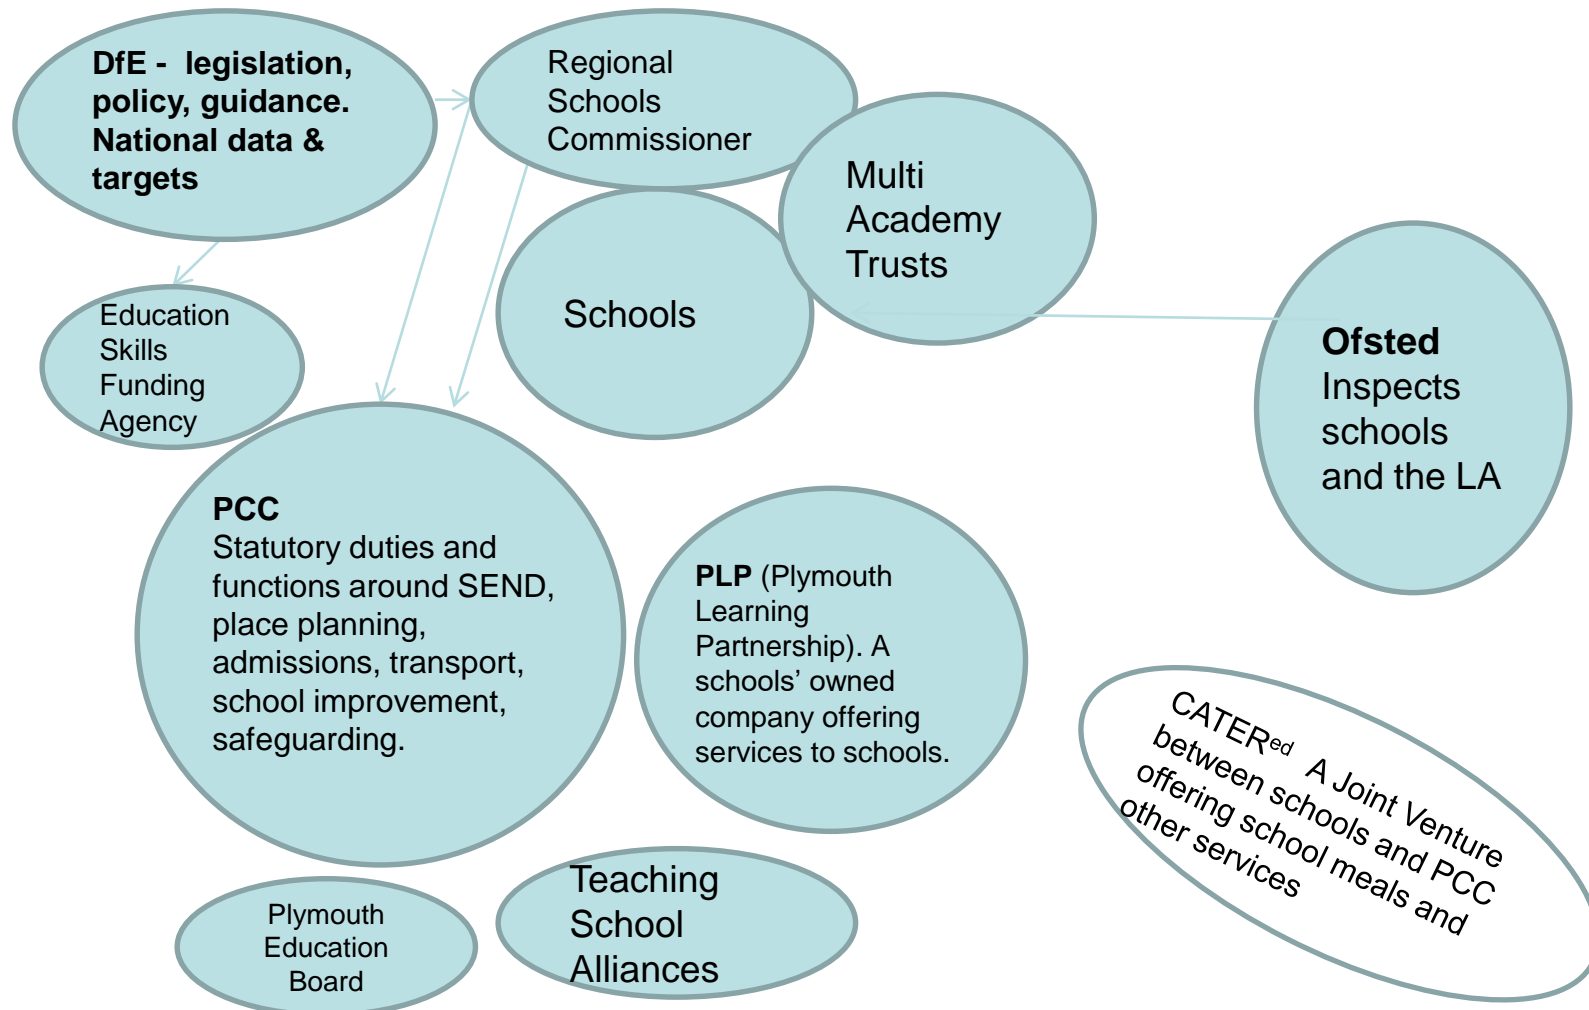 DfE - legislation,
policy, guidance.
National data &
targets
Regional
Schools
Commissioner
Multi
Academy
Trusts
Schools
Education
Skills
Funding
Agency
Ofsted
Inspects
schools
and the LA
PCC
Statutory duties and
functions around SEND,
place planning,
admissions, transport,
school improvement,
safeguarding.
PLP (Plymouth
Learning
Partnership). A
schools’ owned
company offering
services to schools.
CATERed A Joint Venture
between schools and PCC
offering school meals and
other services
Teaching
School
Alliances
Plymouth
Education
Board